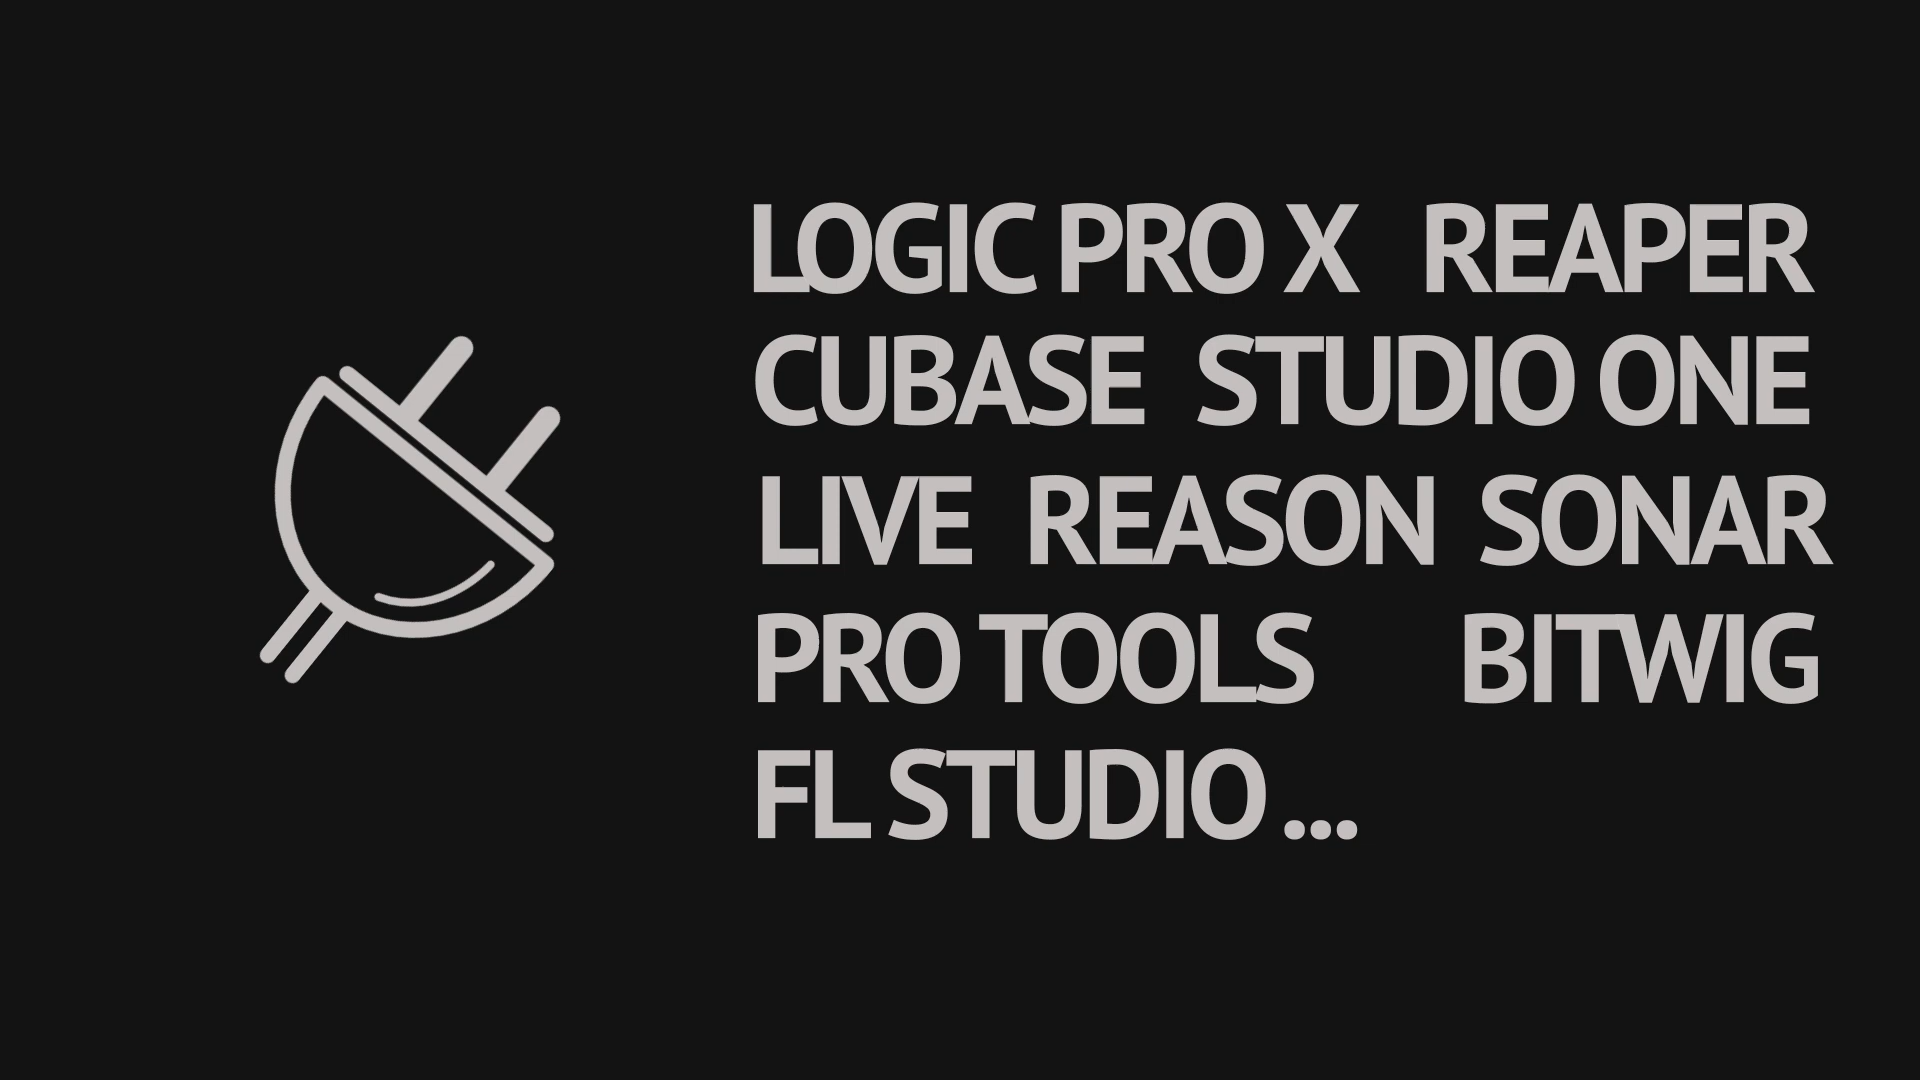 LOGIC PRO X REAPER
CUBASE STUDIO ONE
LIVE REASON SONAR
PRO TOOLS BITWIG
FL STUDIO ...